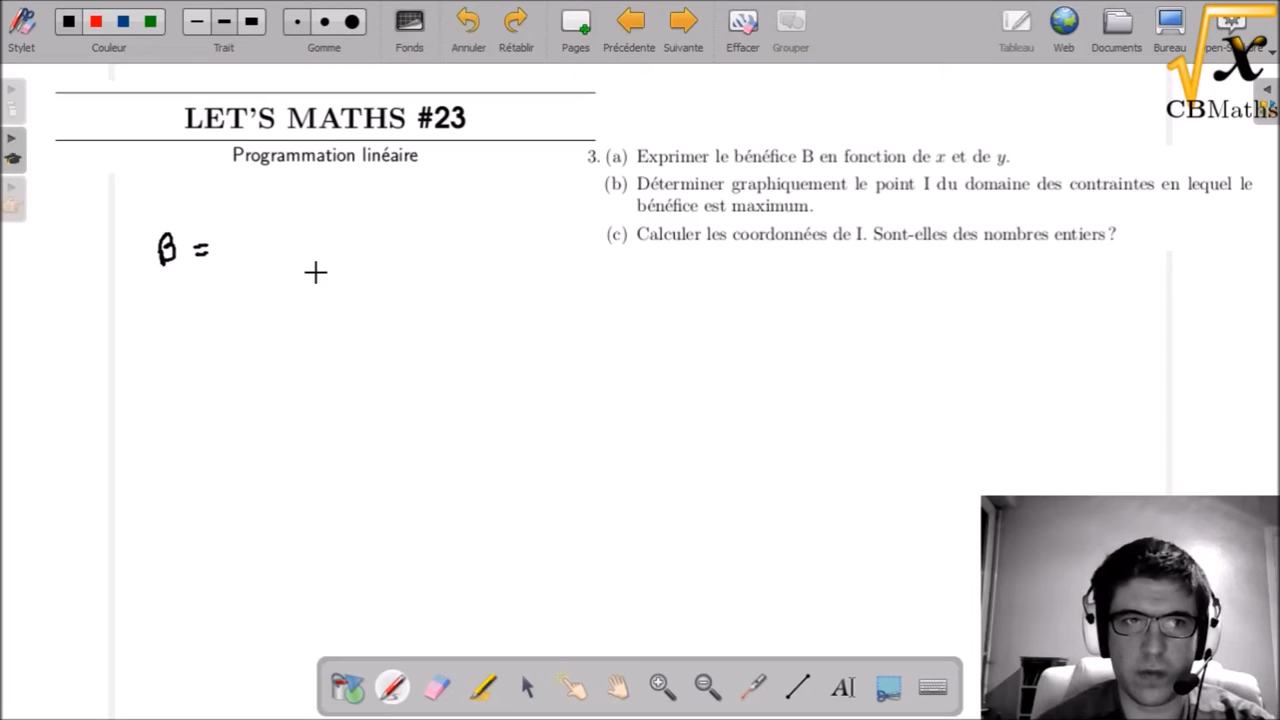 Stylet Couleur Trait Gomme Fonds Annuler Rétablir Pages Précédente Suivante Effacer Grouper Tableau Web Documents Bureau
x
CBMaths
LET'S MATHS #23
Programmation linéaire
3. (a) Exprimer le bénéfice B en fonction de x et de y.
(b) Déterminer graphiquement le point I du domaine des contraintes en lequel le
bénéfice est maximum.
(c) Calculer les coordonnées de I. Sont-elles des nombres entiers ?
B =
AI